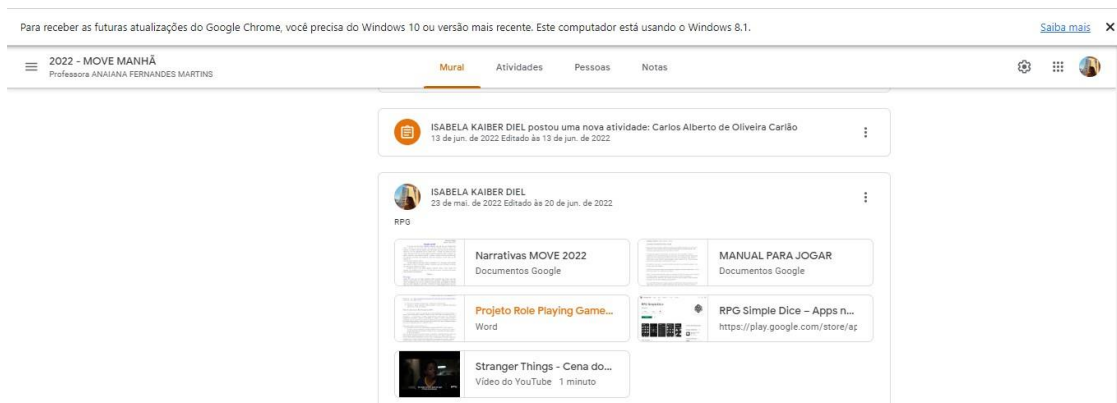 Para receber as futuras atualizações do Google Chrome, você precisa do Windows 10 ou versão mais recente. Este computador está usando o Windows 8.1.
Saiba mais
2022 - MOVE MANHÃ
Professora ANAIANA FERNANDES MARTINS
Mural
Atividades
Pessoas
Notas
ISABELA KAIBER DIEL postou uma nova atividade: Carlos Alberto de Oliveira Carlão
13 de jun. de 2022 Editado às 13 de jun. de 2022
ISABELA KAIBER DIEL
23 de mai. de 2022 Editado às 20 de jun. de 2022
RPG
Narrativas MOVE 2022
Documentos Google
MANUAL PARA JOGAR
Documentos Google
Projeto Role Playing Game...
Word
RPG Simple Dice – Apps n...
https://play.google.com/store/ap
Stranger Things - Cena do...
Vídeo do YouTube 1 minuto